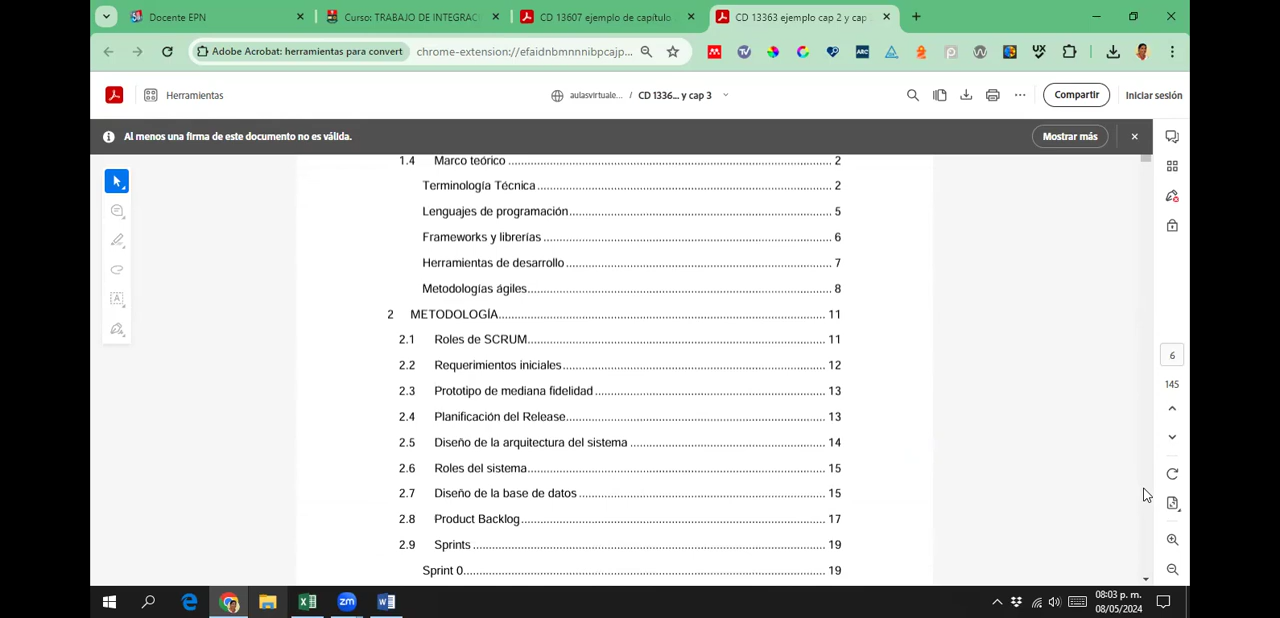 Docente EPN
Curso: TRABAJO DE INTEGRAC
CD 13607 ejemplo de capítulo
CD 13363 ejemplo cap 2 y cap
Adobe Acrobat: herramientas para convert
chrome-extension://efaidnbmnnnibpcajp...
Herramientas
aulasvirtuale... / CD 1336... y cap 3
Compartir
Iniciar sesión
Al menos una firma de este documento no es válida.
Mostrar más
1.4 Marco teórico 2
Terminología Técnica 2
Lenguajes de programación 5
Frameworks y librerías 6
Herramientas de desarrollo 7
Metodologías ágiles 8
2 METODOLOGÍA 11
2.1 Roles de SCRUM 11
2.2 Requerimientos iniciales 12
2.3 Prototipo de mediana fidelidad 13
2.4 Planificación del Release 13
2.5 Diseño de la arquitectura del sistema 14
2.6 Roles del sistema 15
2.7 Diseño de la base de datos 15
2.8 Product Backlog 17
2.9 Sprints 19
Sprint 0 19
6
145
08:03 p. m.
08/05/2024